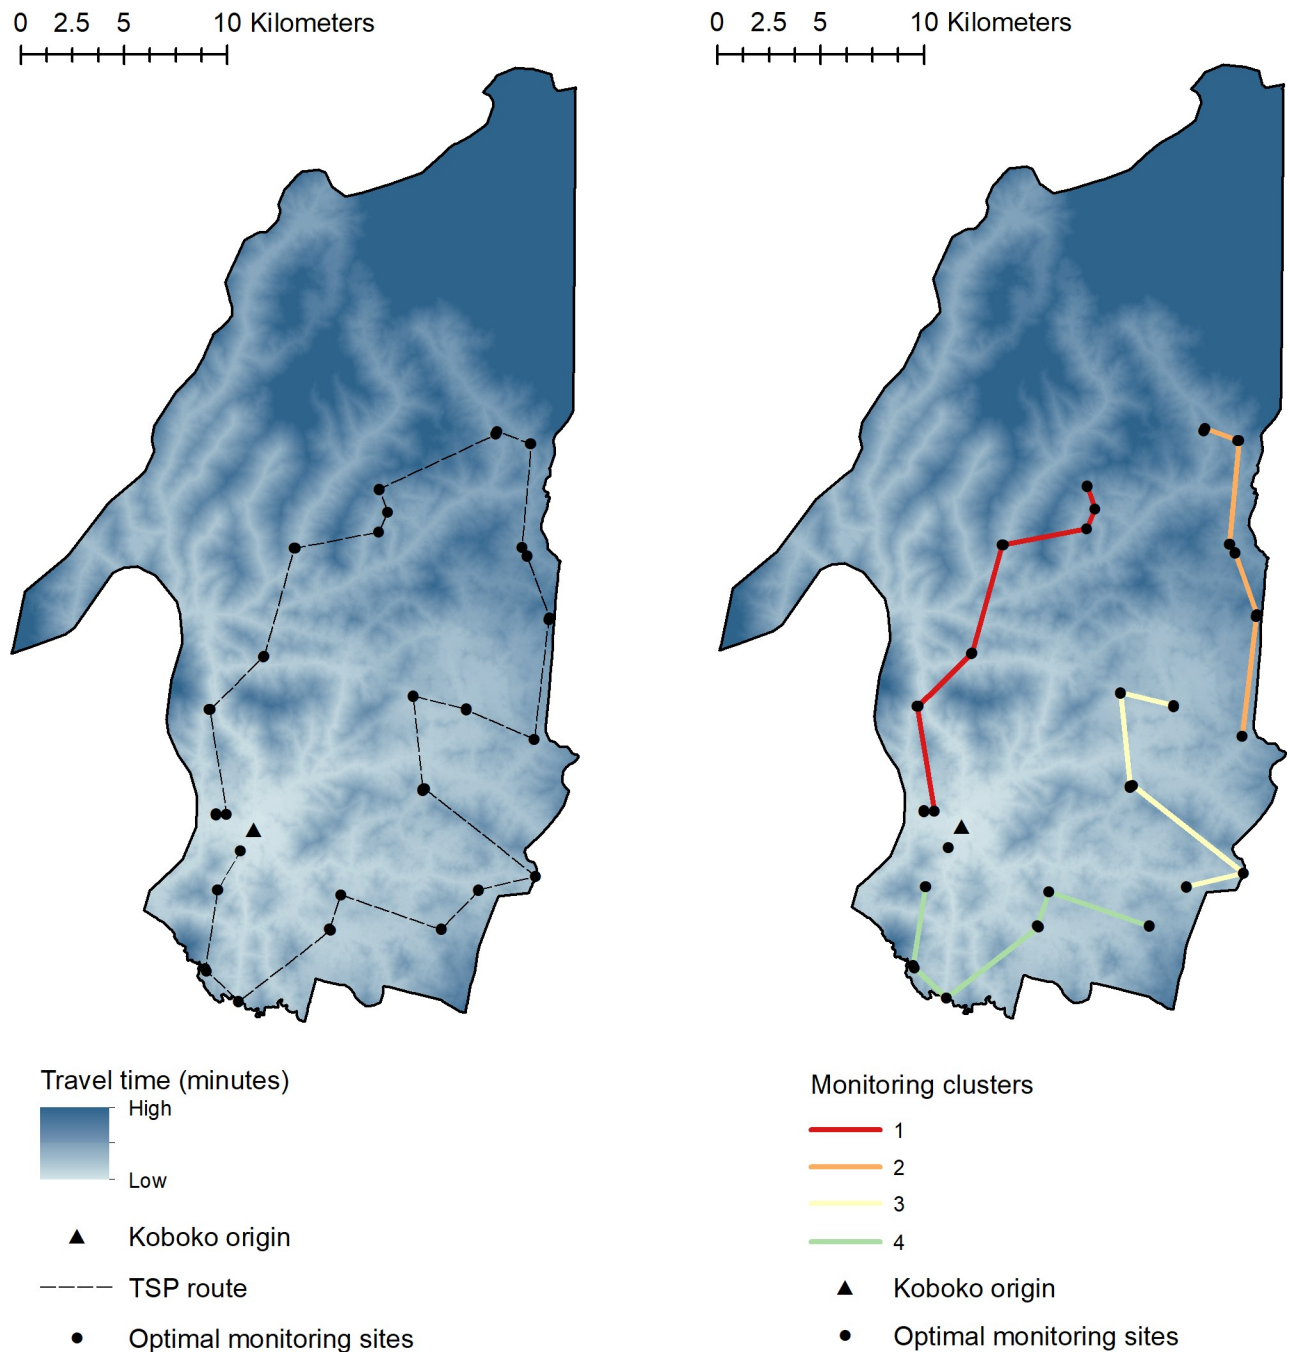 0 2.5 5 10 Kilometers
0 2.5 5 10 Kilometers
Travel time (minutes)
High
Low
Koboko origin
TSP route
Optimal monitoring sites
Monitoring clusters
1
2
3
4
Koboko origin
Optimal monitoring sites